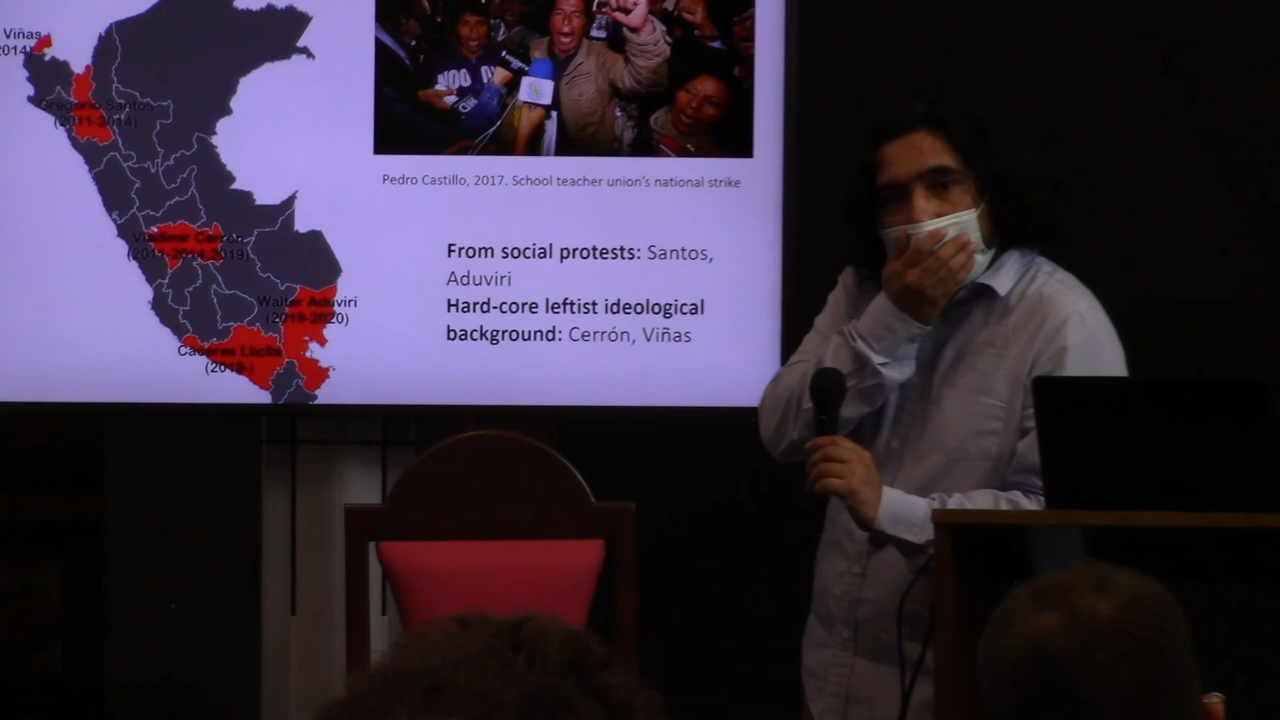 Viñas
2014)
Gregorio Santos
(2011-2014)
Vladimir Cerrón
(2011-2014,2019)
Walter Aduviri
(2019-2020)
Cáceres Lliclla
(2019-)
Pedro Castillo, 2017. School teacher union's national strike
From social protests: Santos,
Aduviri
Hard-core leftist ideological
background: Cerrón, Viñas